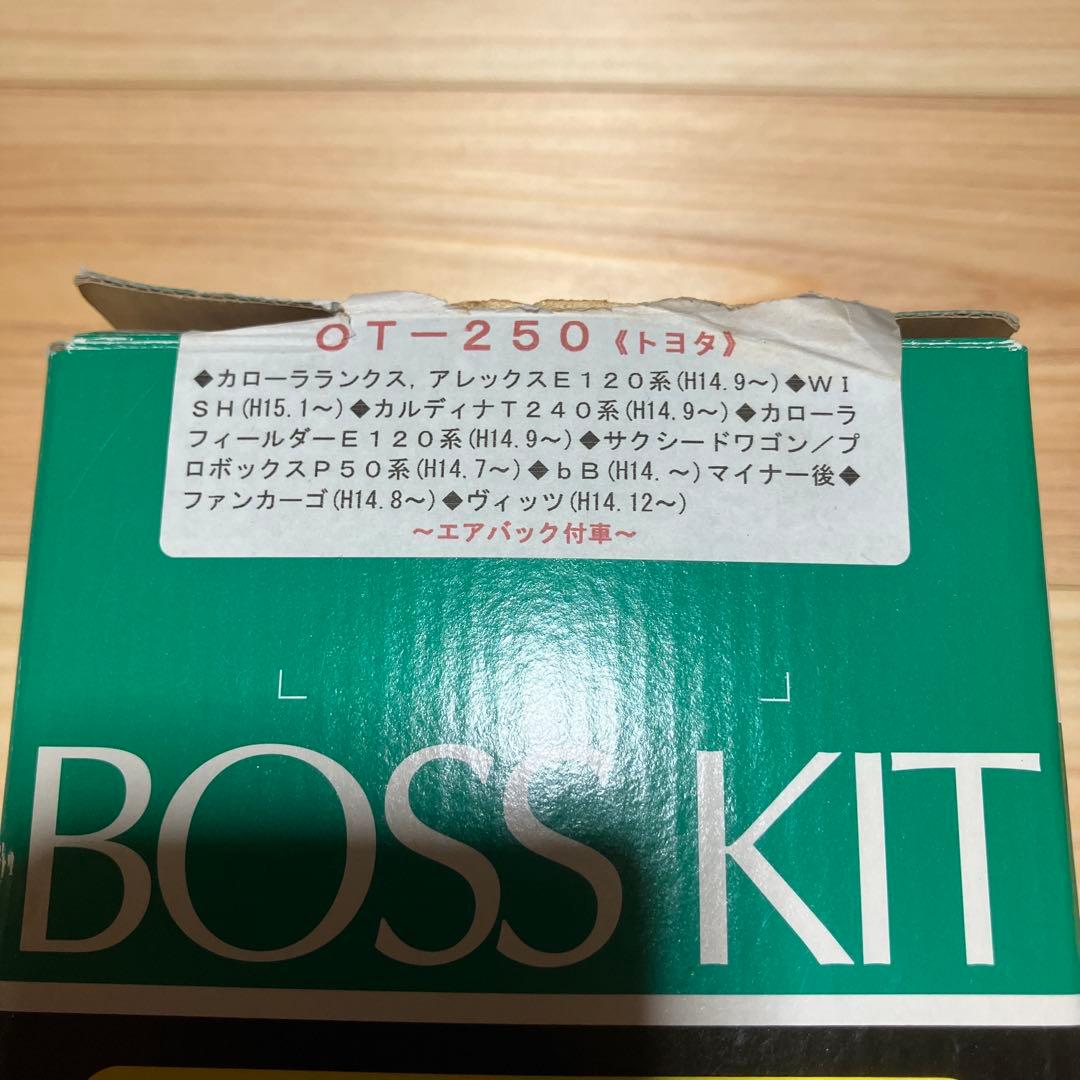 OT－250《トヨタ》
◆カローラランクス，アレックスE120系(H14.9～)◆WI
SH(H15.1～)◆カルディナT240系(H14.9～)◆カローラ
フィールダーE120系(H14.9～)◆サクシードワゴン／プ
ロボックスP50系(H14.7～)◆bB(H14.～)マイナー後◆
ファンカーゴ(H14.8～)◆ヴィッツ(H14.12～)
～エアバック付車～
BOSS KIT